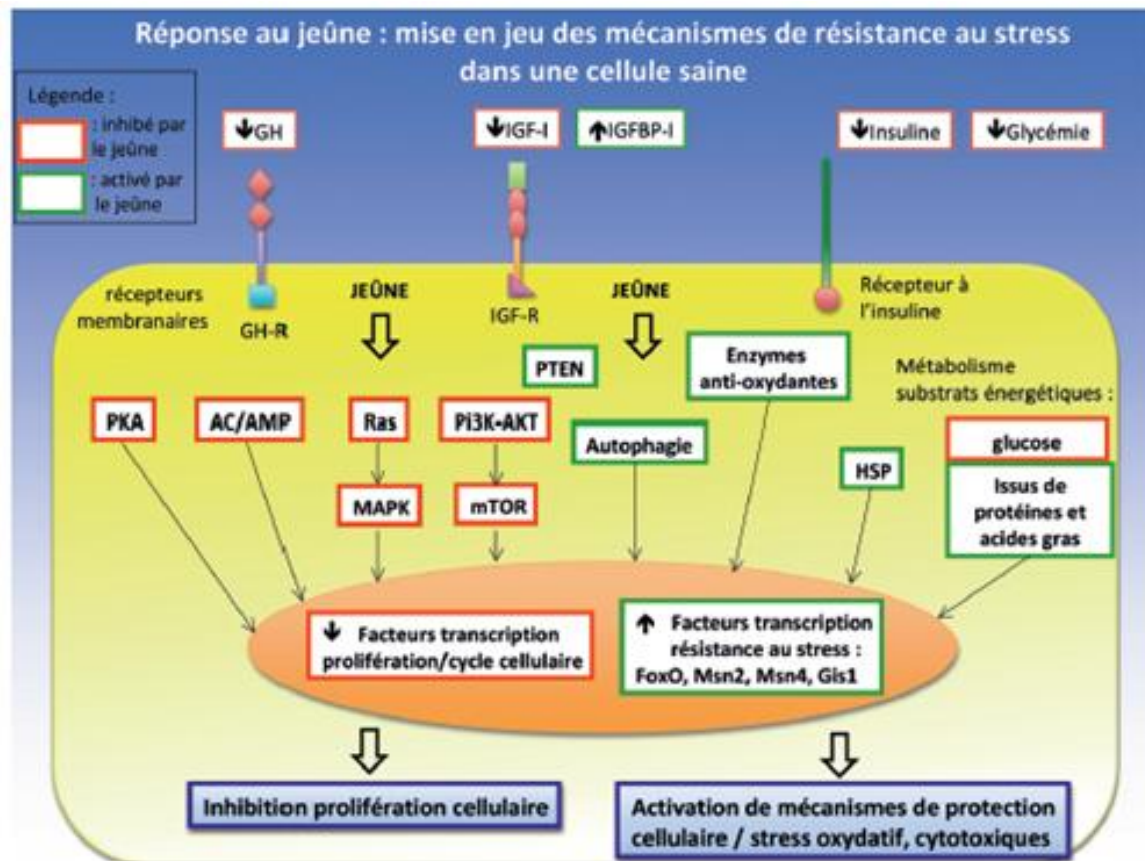 Réponse au jeûne : mise en jeu des mécanismes de résistance au stress
dans une cellule saine
Légende :
: inhibé par
le jeûne
: activé par
le jeûne
↓GH
↓IGF-I
↑IGFBP-I
↓Insuline
↓Glycémie
récepteurs
membranaires
GH-R
JEÛNE
IGF-R
JEÛNE
Récepteur à
l'insuline
PTEN
Enzymes
anti-oxydantes
Métabolisme
substrats énergétiques :
PKA
AC/AMP
Ras
Pi3K-AKT
Autophagie
HSP
glucose
MAPK
mTOR
Issus de
protéines et
acides gras
↓ Facteurs transcription
prolifération/cycle cellulaire
↑ Facteurs transcription
résistance au stress :
FoxO, Msn2, Msn4, Gis1
Inhibition prolifération cellulaire
Activation de mécanismes de protection
cellulaire / stress oxydatif, cytotoxiques